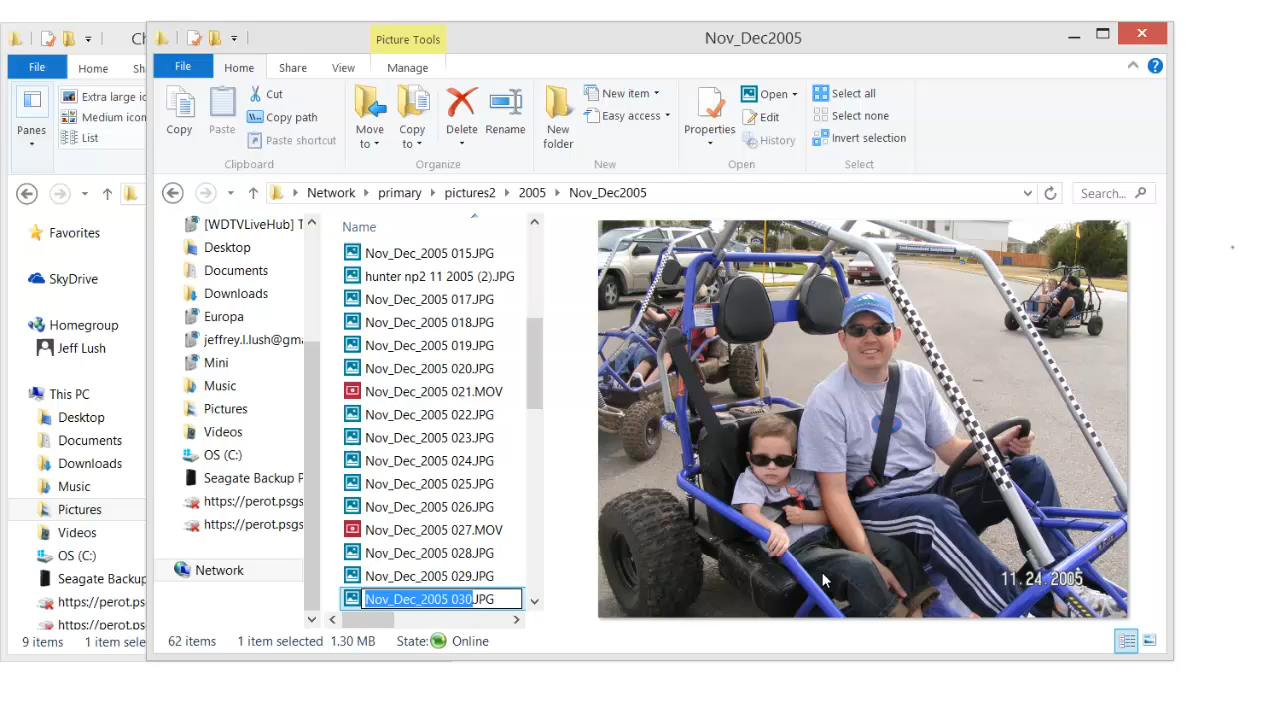 Ch
File
Home
Sh
Extra large ic
Medium icon
List
Panes
Favorites
SkyDrive
Homegroup
Jeff Lush
This PC
Desktop
Documents
Downloads
Music
Pictures
Videos
OS (C:)
Seagate Backup
https://perot.ps
https://perot.ps
9 items 1 item sele
Picture Tools
Nov_Dec2005
File
Home
Share
View
Manage
Copy
Paste
Cut
Copy path
Paste shortcut
Clipboard
Move to
Copy to
Delete
Rename
Organize
New folder
New item
Easy access
New
Properties
Open
Edit
History
Open
Select all
Select none
Invert selection
Select
Network primary pictures2 2005 Nov_Dec2005
Search...
[WDTVLiveHub] T
Desktop
Documents
Downloads
Europa
jeffrey.l.lush@gma
Mini
Music
Pictures
Videos
OS (C:)
Seagate Backup P
https://perot.psgs
https://perot.psgs
Network
Name
Nov_Dec_2005 015.JPG
hunter np2 11 2005 (2).JPG
Nov_Dec_2005 017.JPG
Nov_Dec_2005 018.JPG
Nov_Dec_2005 019.JPG
Nov_Dec_2005 020.JPG
Nov_Dec_2005 021.MOV
Nov_Dec_2005 022.JPG
Nov_Dec_2005 023.JPG
Nov_Dec_2005 024.JPG
Nov_Dec_2005 025.JPG
Nov_Dec_2005 026.JPG
Nov_Dec_2005 027.MOV
Nov_Dec_2005 028.JPG
Nov_Dec_2005 029.JPG
Nov_Dec_2005 030.JPG
11.24.2005
62 items 1 item selected 1.30 MB State: Online